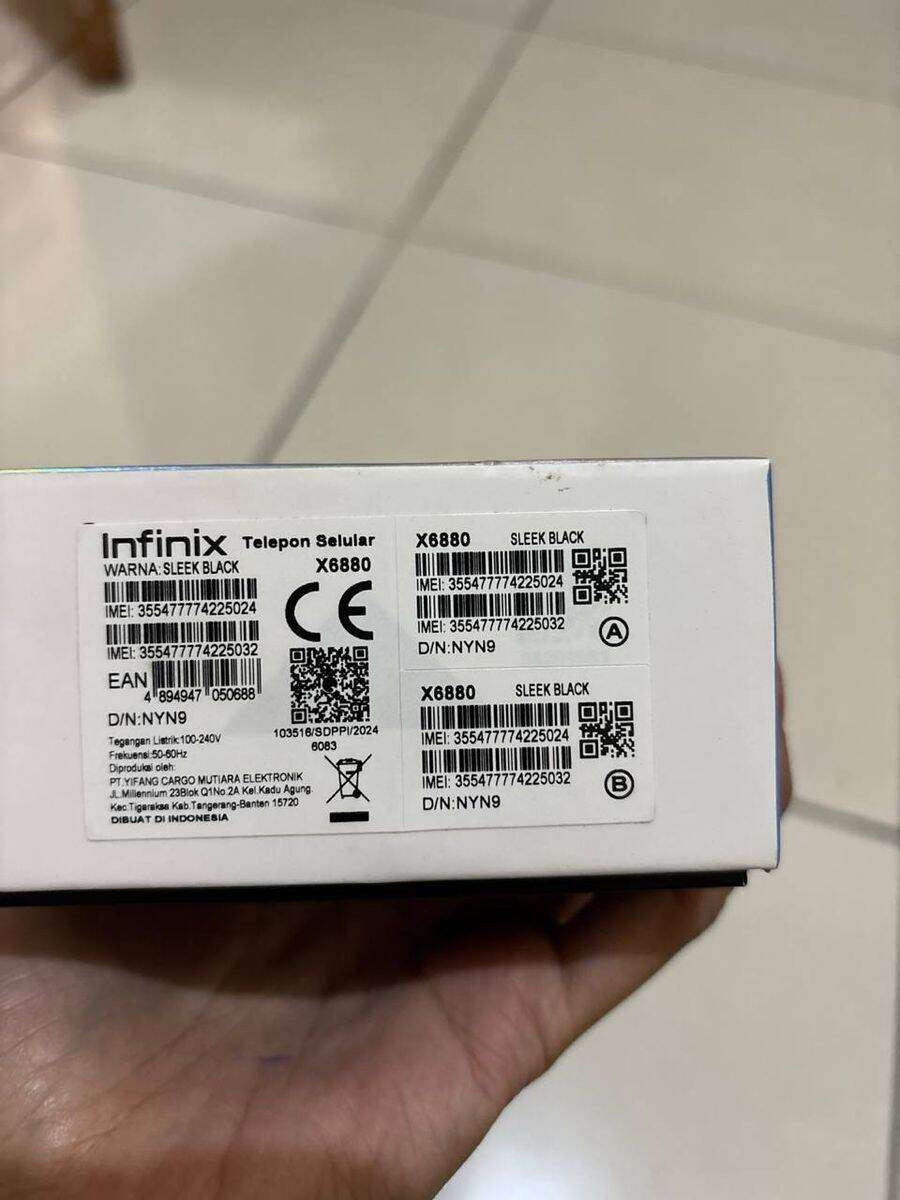 Infinix Telepon Selular
WARNA: SLEEK BLACK X6880
IMEI: 355477774225024
IMEI: 355477774225032
CE
EAN
4 894947 050688
D/N:NYN9
103516/SDPPI/2024
6083
Tegangan Listrik:100-240V
Frekuensi:50-60Hz
Diproduksi oleh:
PT.YIFANG CARGO MUTIARA ELEKTRONIK
JL.Millennium 23Blok Q1No.2A Kel.Kadu Agung
Kec.Tigaraksa Kab.Tangerang-Banten 15720
DIBUAT DI INDONESIA
X6880 SLEEK BLACK
IMEI: 355477774225024
IMEI: 355477774225032
D/N:NYN9
A
X6880 SLEEK BLACK
IMEI: 355477774225024
IMEI: 355477774225032
D/N:NYN9
B